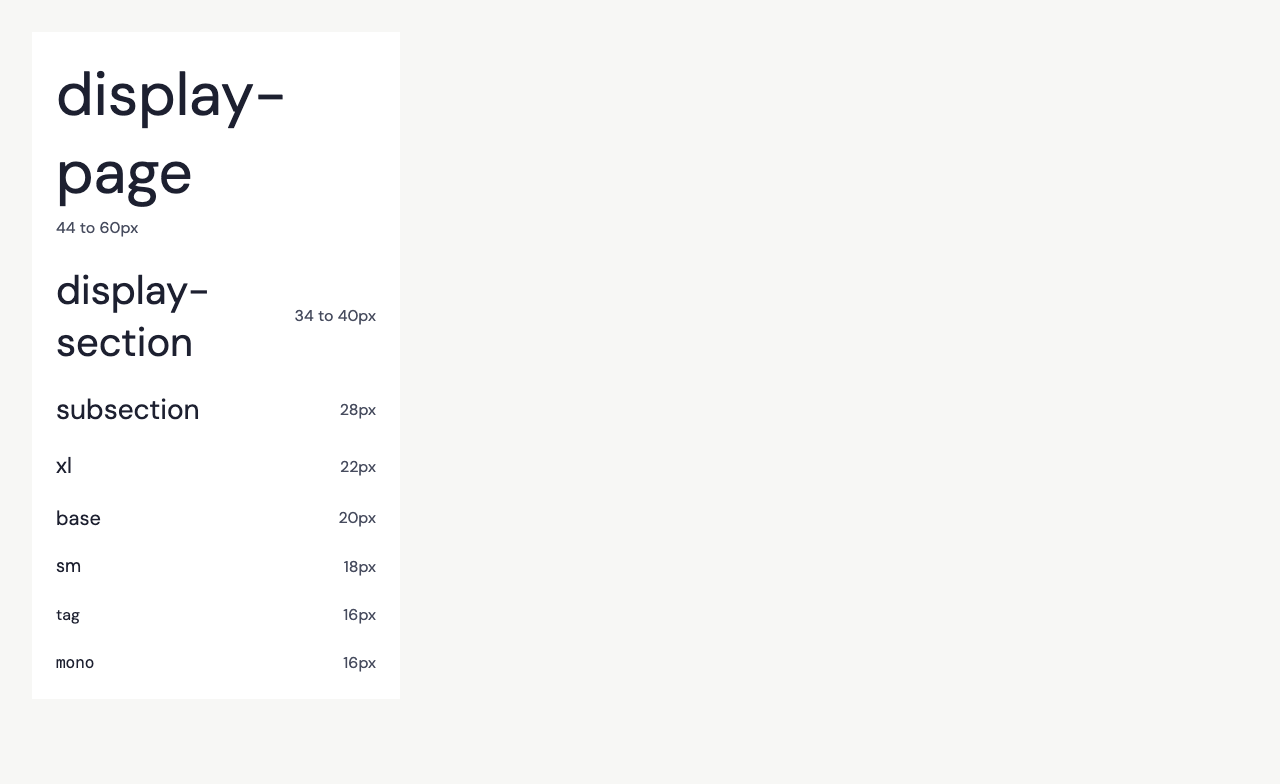 display-
page
44 to 60px
display-
section
34 to 40px
subsection 28px
xl 22px
base 20px
sm 18px
tag 16px
mono 16px